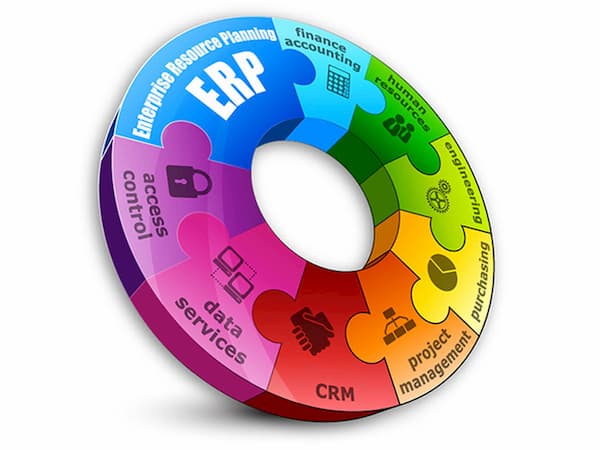 Enterprise Resource Planning
ERP
finance
accounting
human
resources
engineering
purchasing
project
management
CRM
data
services
access
control